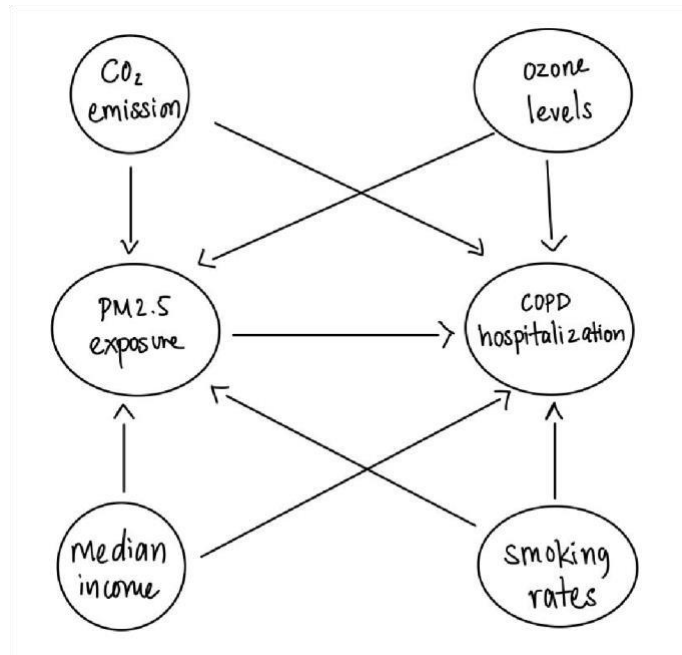 CO₂
emission
ozone
levels
PM2.5
exposure
COPD
hospitalization
median
income
smoking
rates